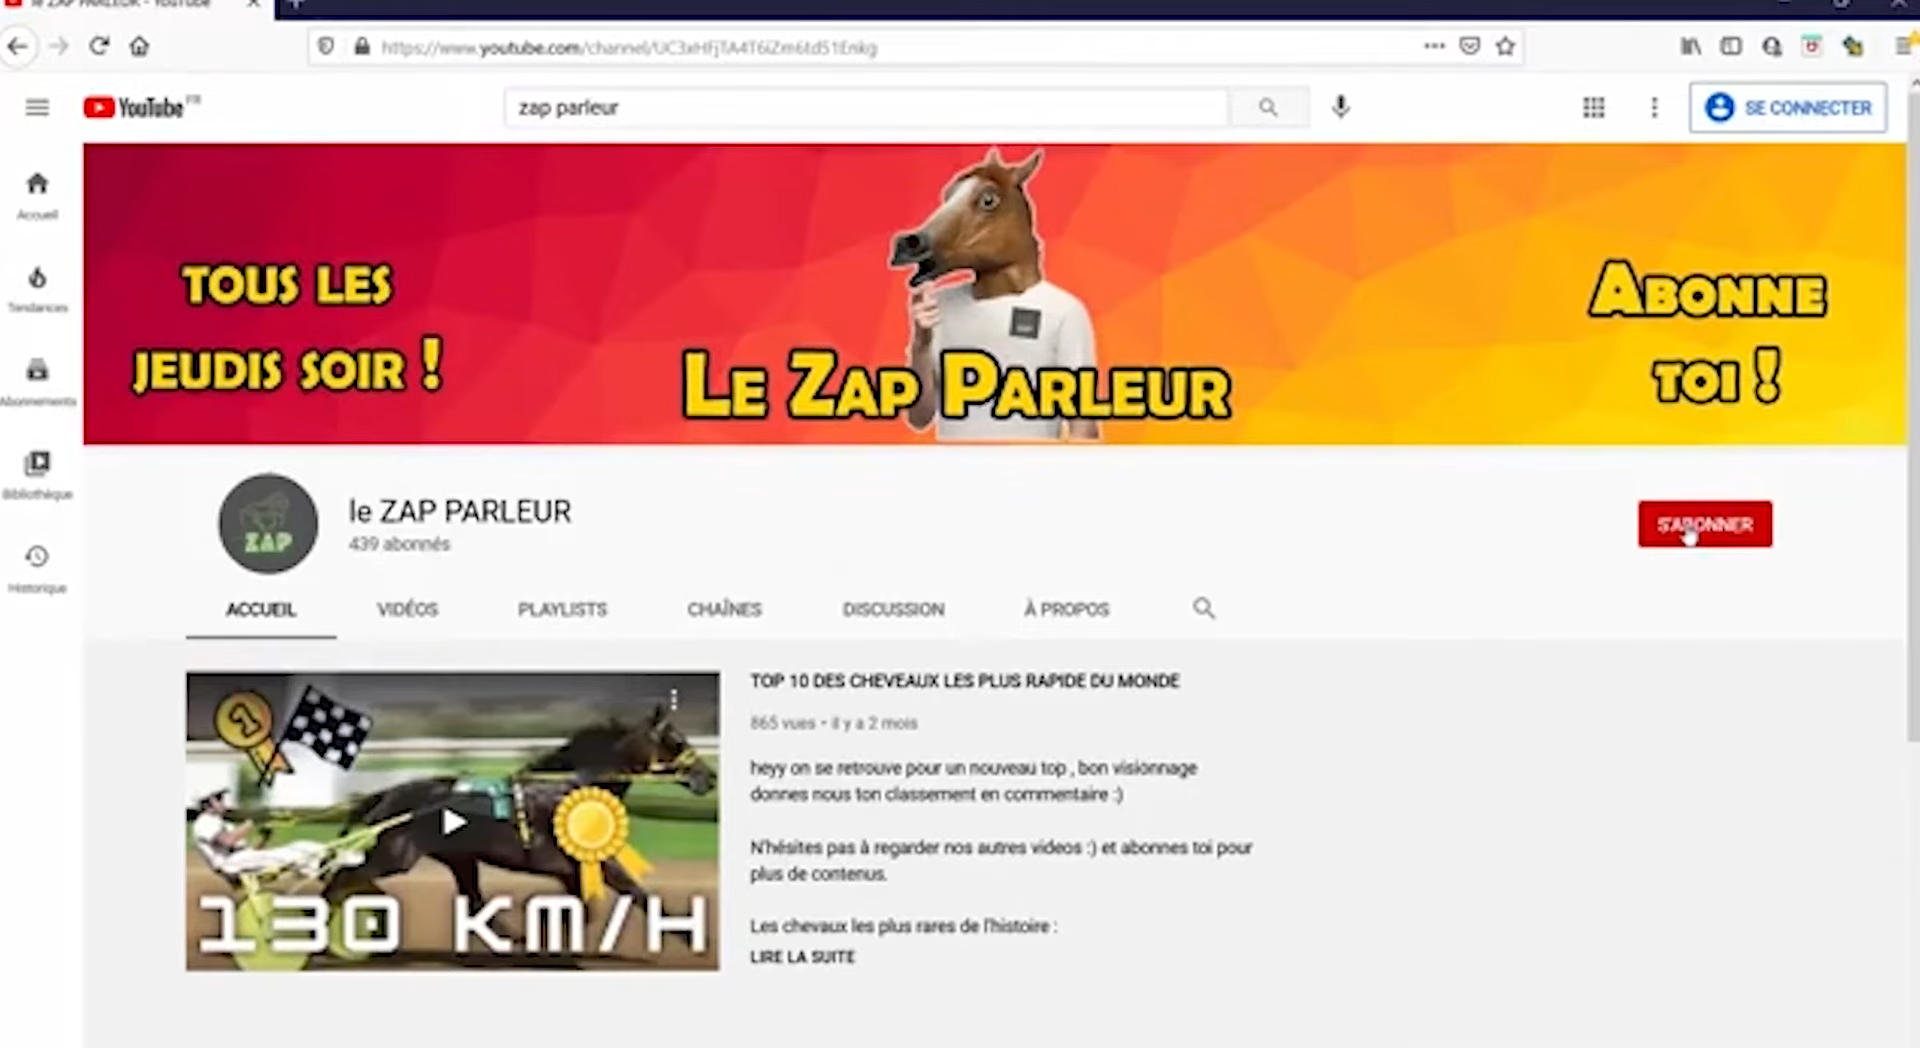 le ZAP PARLEUR - YouTube
https://www.youtube.com/channel/
YouTube FR
zap parleur
SE CONNECTER
Accueil
Tendances
Abonnements
Bibliothèque
Historique
TOUS LES
JEUDIS SOIR !
LE ZAP PARLEUR
ABONNE
TOI !
ZAP
le ZAP PARLEUR
439 abonnés
S'ABONNER
ACCUEIL
VIDÉOS
PLAYLISTS
CHAÎNES
DISCUSSION
À PROPOS
1
130 KM/H
TOP 10 DES CHEVEAUX LES PLUS RAPIDE DU MONDE
865 vues • il y a 2 mois
heyy on se retrouve pour un nouveau top , bon visionnage
donnes nous ton classement en commentaire :)
N'hésites pas à regarder nos autres videos :) et abonnes toi pour
plus de contenus.
Les chevaux les plus rares de l'histoire :
LIRE LA SUITE